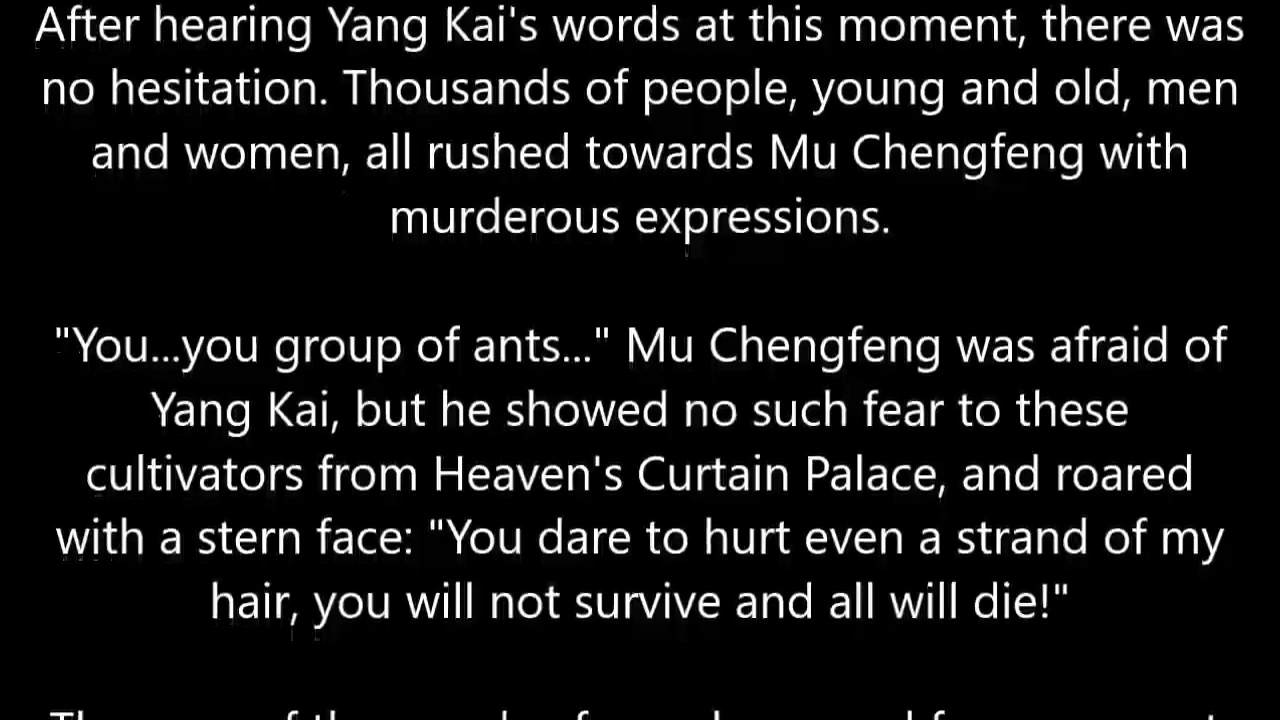 After hearing Yang Kai's words at this moment, there was
no hesitation. Thousands of people, young and old, men
and women, all rushed towards Mu Chengfeng with
murderous expressions.
"You...you group of ants..." Mu Chengfeng was afraid of
Yang Kai, but he showed no such fear to these
cultivators from Heaven's Curtain Palace, and roared
with a stern face: "You dare to hurt even a strand of my
hair, you will not survive and all will die!"